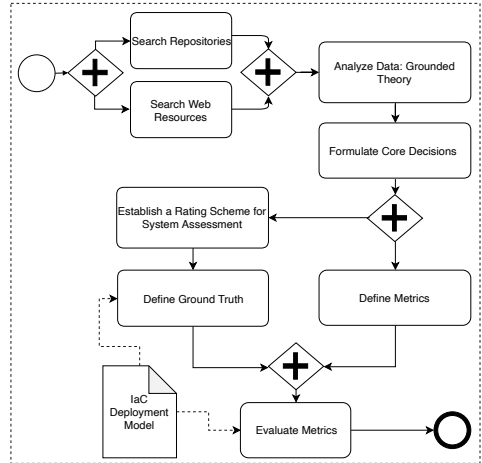 Search Repositories
Search Web
Resources
Analyze Data: Grounded
Theory
Formulate Core Decisions
Establish a Rating Scheme for
System Assessment
Define Ground Truth
Define Metrics
IaC
Deployment
Model
Evaluate Metrics